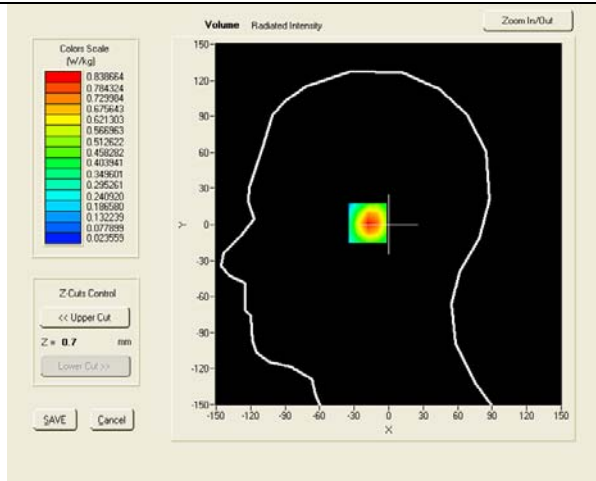 Volume Radiated Intensity
Zoom In/Out
Colors Scale
(W/kg)
0.838664
0.784324
0.729984
0.675643
0.621303
0.566963
0.512622
0.458282
0.403941
0.349601
0.295261
0.240920
0.186580
0.132239
0.077899
0.023559
Z-Cuts Control
<< Upper Cut
Z = 0.7 mm
Lower Cut >>
SAVE Cancel
150
120
90
60
30
0
-30
-60
-90
-120
-150
Y
-150 -120 -90 -60 -30 0 30 60 90 120 150
X